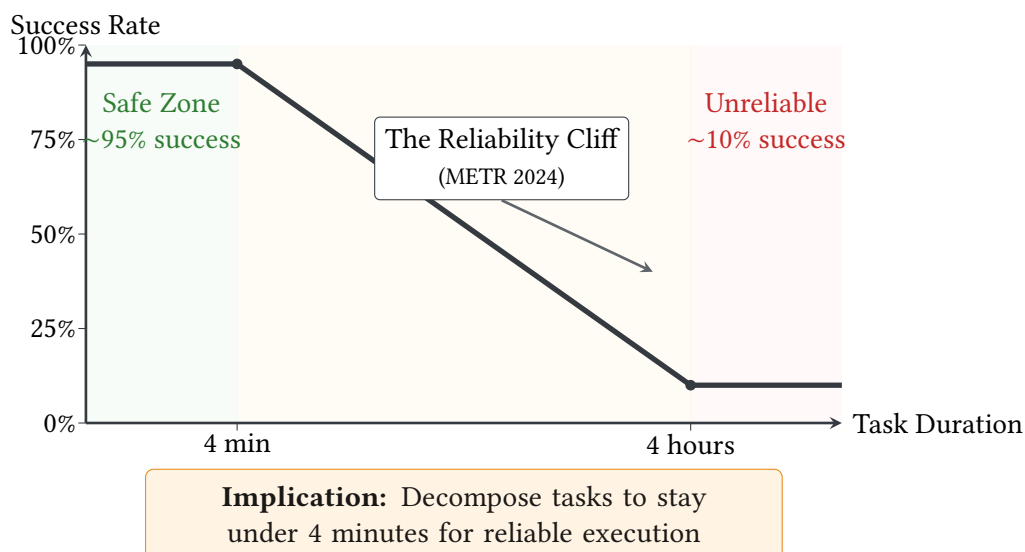 Success Rate
100%
Safe Zone
Unreliable
75%
~95% success
The Reliability Cliff
~10% success
(METR 2024)
50%
25%
0%
Task Duration
4 min
4 hours
Implication: Decompose tasks to stay
under 4 minutes for reliable execution